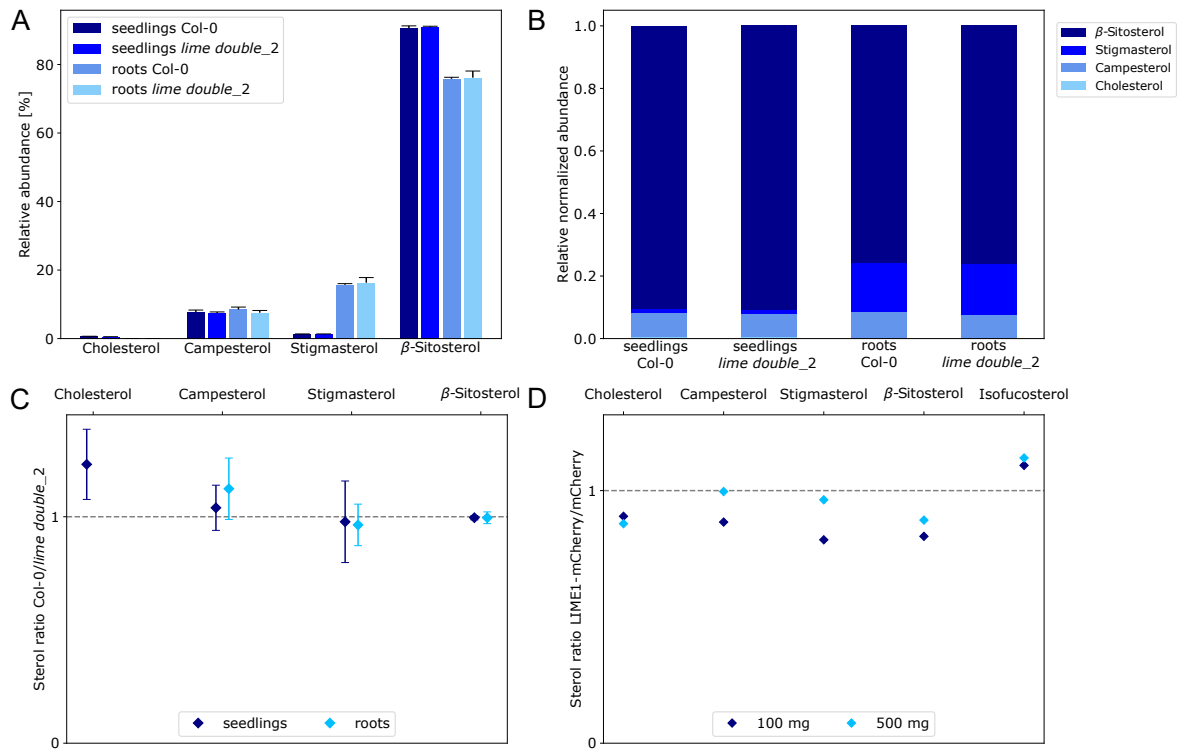 A
seedlings Col-0
seedlings lime double_2
roots Col-0
roots lime double_2
Relative abundance [%]
80
60
40
20
0
Cholesterol
Campesterol
Stigmasterol
β-Sitosterol
B
Relative normalized abundance
1.0
0.8
0.6
0.4
0.2
0.0
seedlings
Col-0
seedlings
lime double_2
roots
Col-0
roots
lime double_2
β-Sitosterol
Stigmasterol
Campesterol
Cholesterol
C
Cholesterol
Campesterol
Stigmasterol
β-Sitosterol
Sterol ratio Col-0/lime double_2
1
0
seedlings
roots
D
Cholesterol
Campesterol
Stigmasterol
β-Sitosterol
Isofucosterol
Sterol ratio LIME1-mCherry/mCherry
1
0
100 mg
500 mg